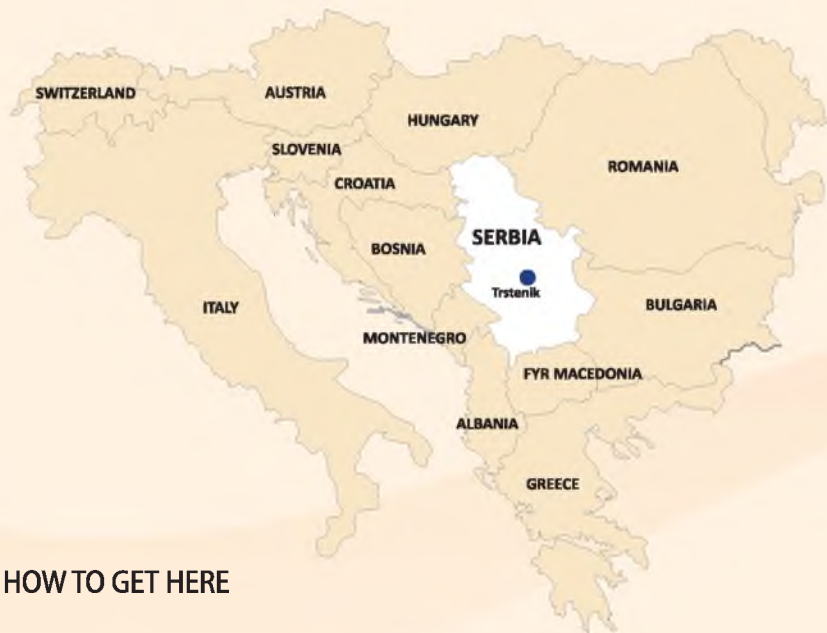 SWITZERLAND
AUSTRIA
HUNGARY
SLOVENIA
ROMANIA
CROATIA
SERBIA
BOSNIA
Trstenik
ITALY
BULGARIA
MONTENEGRO
FYR MACEDONIA
ALBANIA
GREECE
HOW TO GET HERE